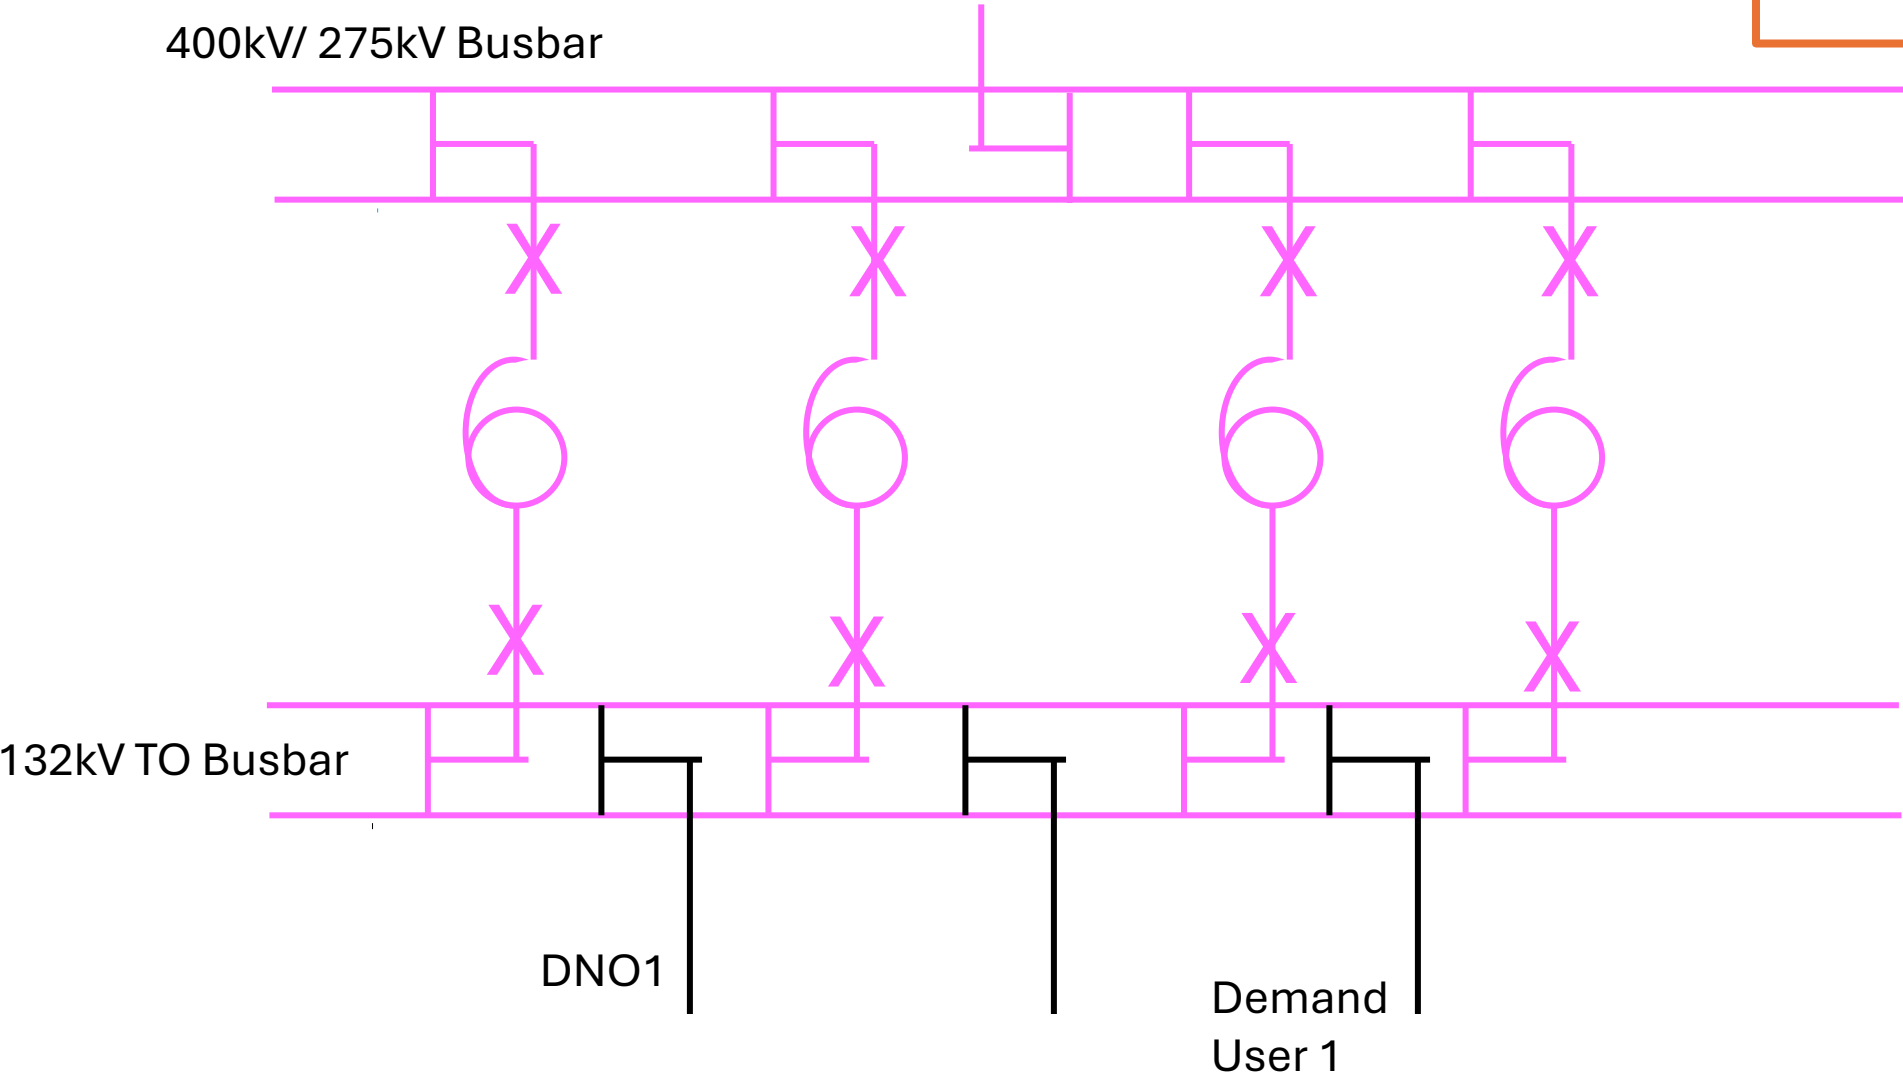 400kV/ 275kV Busbar
132kV TO Busbar
DNO1
Demand
User 1